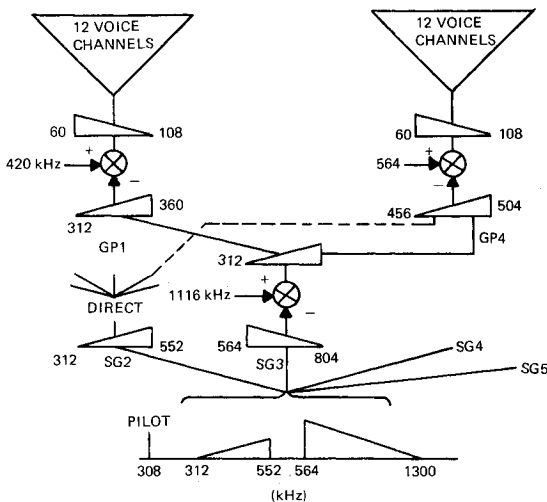 12 VOICE
CHANNELS
12 VOICE
CHANNELS
60 108
60 108
+
420 kHz
−
+
564
−
312 360
456 504
GP1
GP4
312
+
1116 kHz
−
DIRECT
312 552
SG2
564 804
SG3
SG4
SG5
PILOT
308 312 552 564 1300
(kHz)